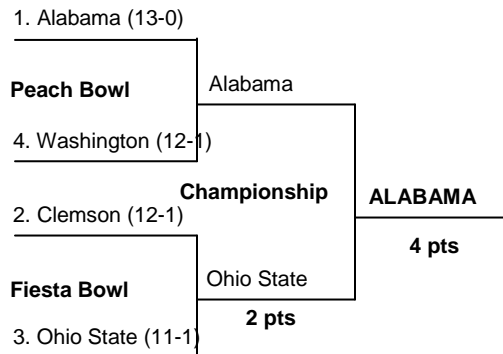 1. Alabama (13-0)
Peach Bowl
Alabama
4. Washington (12-1)
Championship
ALABAMA
2. Clemson (12-1)
4 pts
Fiesta Bowl
Ohio State
2 pts
3. Ohio State (11-1)